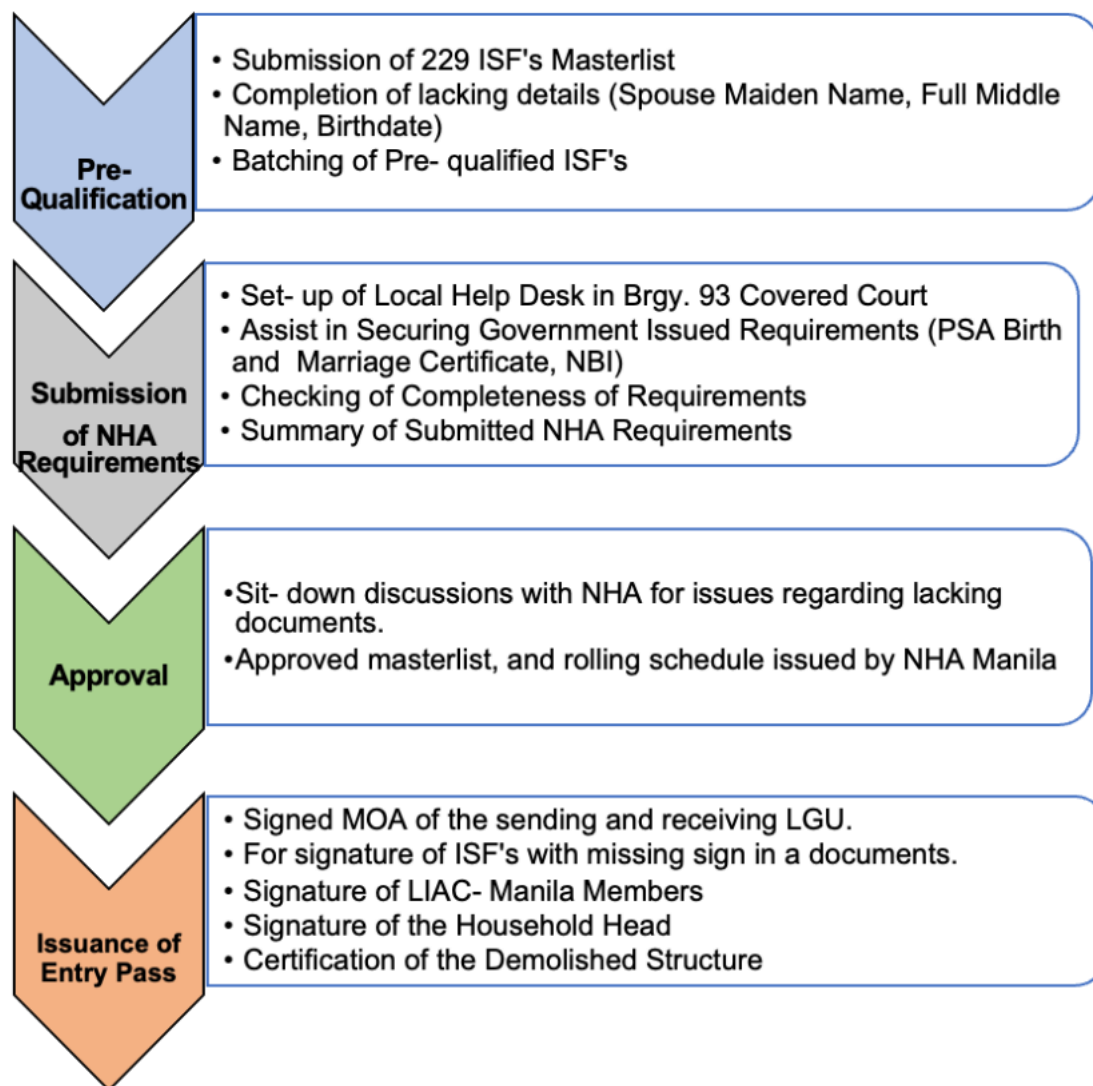 Pre-
Qualification
• Submission of 229 ISF's Masterlist
• Completion of lacking details (Spouse Maiden Name, Full Middle
Name, Birthdate)
• Batching of Pre- qualified ISF's
Submission
of NHA
Requirements
• Set- up of Local Help Desk in Brgy. 93 Covered Court
• Assist in Securing Government Issued Requirements (PSA Birth
and Marriage Certificate, NBI)
• Checking of Completeness of Requirements
• Summary of Submitted NHA Requirements
Approval
•Sit- down discussions with NHA for issues regarding lacking
documents.
•Approved masterlist, and rolling schedule issued by NHA Manila
Issuance of
Entry Pass
• Signed MOA of the sending and receiving LGU.
• For signature of ISF's with missing sign in a documents.
• Signature of LIAC- Manila Members
• Signature of the Household Head
• Certification of the Demolished Structure